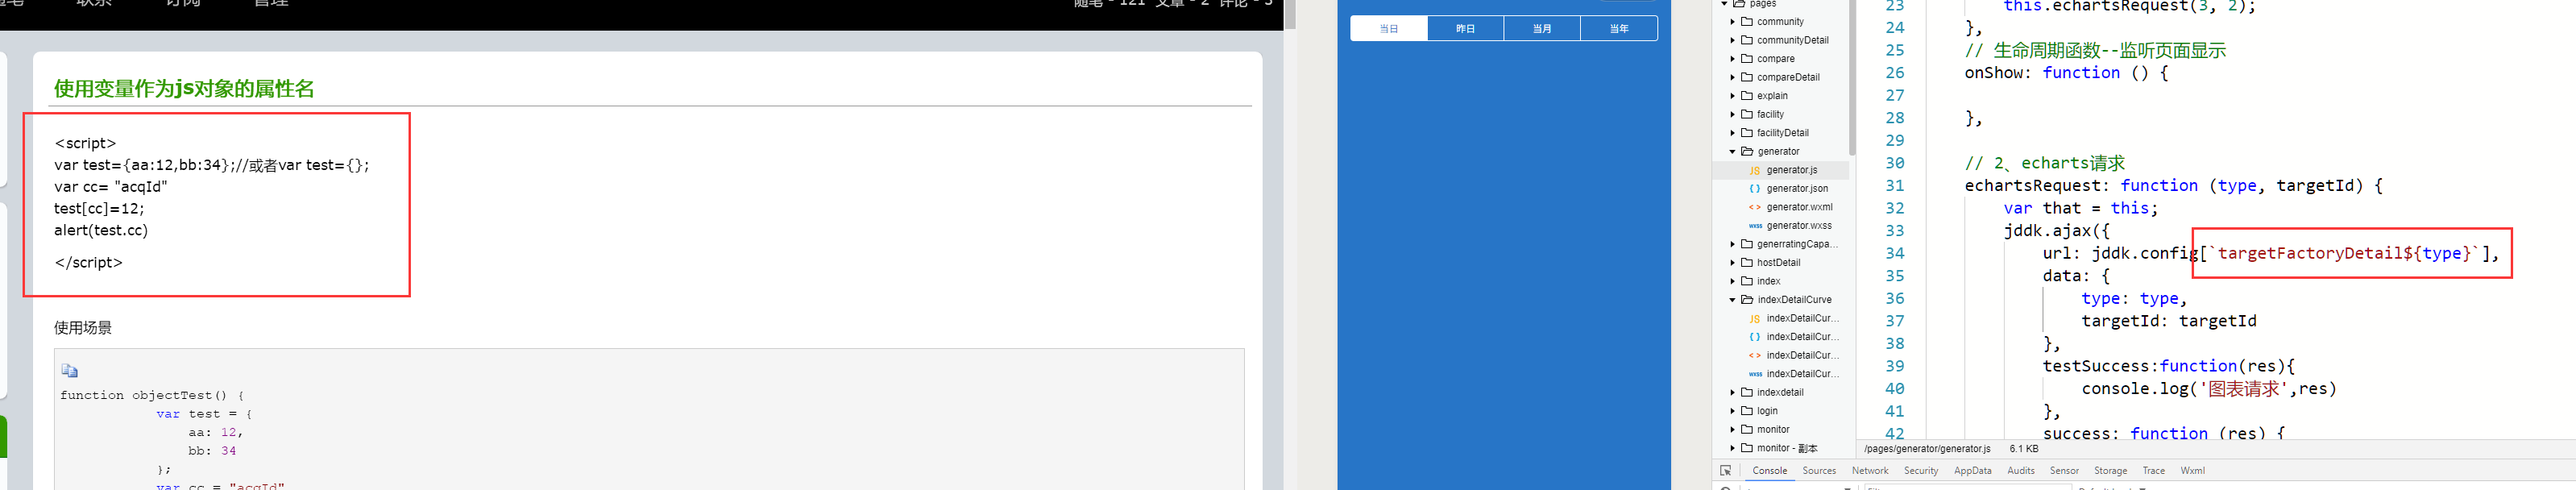 随笔 联系 订阅 管理
随笔 - 121 文章 - 2 评论 - 3
使用变量作为js对象的属性名
<script>
var test={aa:12,bb:34};//或者var test={};
var cc= "acqId"
test[cc]=12;
alert(test.cc)
</script>
使用场景
function objectTest() {
var test = {
aa: 12,
bb: 34
};
var cc = "acqId"
当日 昨日 当月 当年
pages
community
communityDetail
compare
compareDetail
explain
facility
facilityDetail
generator
JS generator.js
{ } generator.json
< > generator.wxml
wxss generator.wxss
generratingCapa...
hostDetail
index
indexDetailCurve
JS indexDetailCur...
{ } indexDetailCur...
< > indexDetailCur...
wxss indexDetailCur...
indexdetail
login
monitor
monitor - 副本
23 this.echartsRequest(3, 2);
24 },
25 // 生命周期函数--监听页面显示
26 onShow: function () {
27
28 },
29
30 // 2、echarts请求
31 echartsRequest: function (type, targetId) {
32 var that = this;
33 jddk.ajax({
34 url: jddk.config[`targetFactoryDetail${type}`],
35 data: {
36 type: type,
37 targetId: targetId
38 },
39 testSuccess:function(res){
40 console.log('图表请求',res)
41 },
42 success: function (res) {
/pages/generator/generator.js 6.1 KB
Console Sources Network Security AppData Audits Sensor Storage Trace Wxml